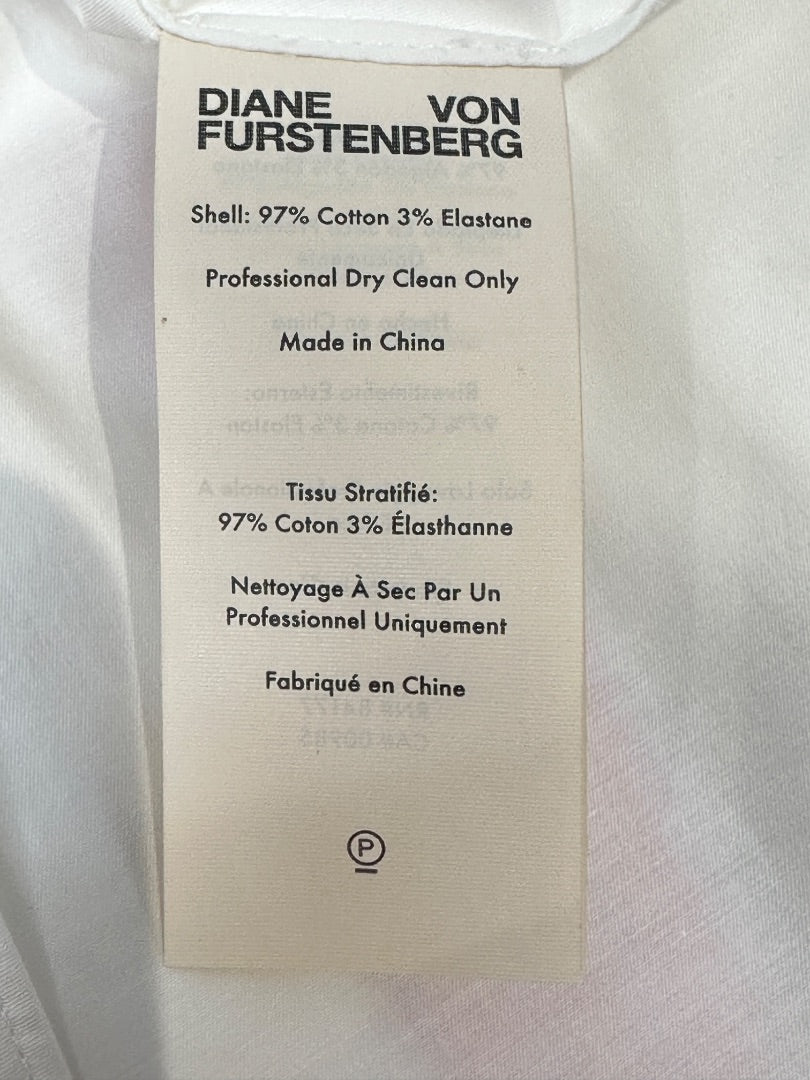 DIANE VON
FURSTENBERG
Shell: 97% Cotton 3% Elastane
Professional Dry Clean Only
Made in China
Tissu Stratifié:
97% Coton 3% Élasthanne
Nettoyage À Sec Par Un
Professionnel Uniquement
Fabriqué en Chine
P